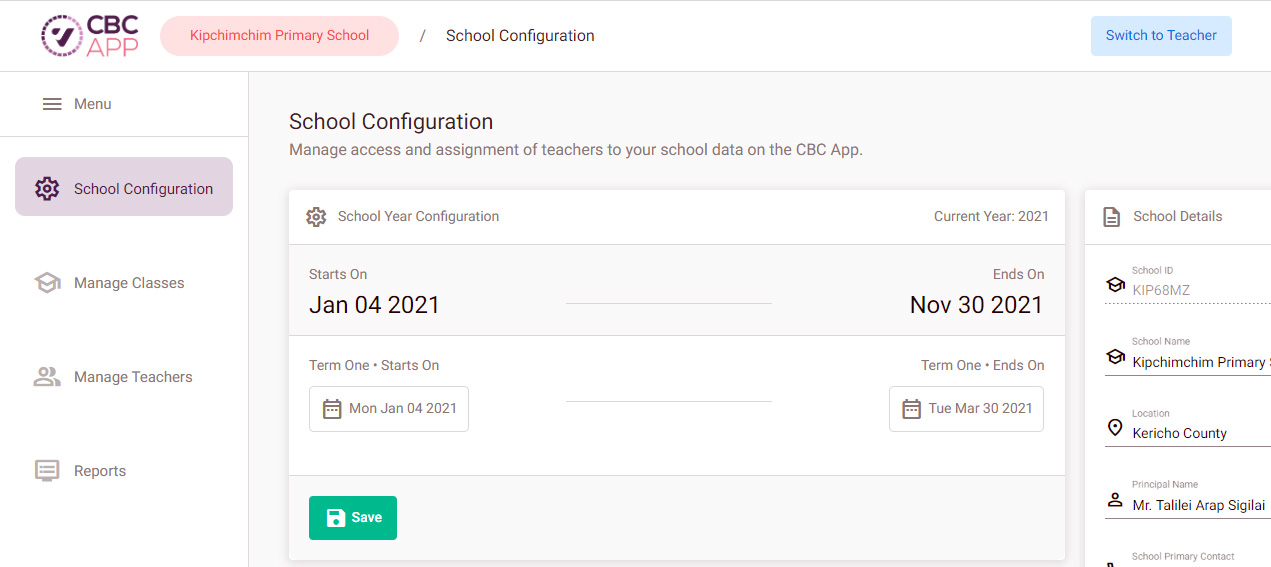 CBC
APP
Kipchimchim Primary School / School Configuration
Switch to Teacher
Menu
School Configuration
Manage Classes
Manage Teachers
Reports
School Configuration
Manage access and assignment of teachers to your school data on the CBC App.
School Year Configuration
Current Year: 2021
Starts On
Ends On
Jan 04 2021
Nov 30 2021
Term One • Starts On
Term One • Ends On
Mon Jan 04 2021
Tue Mar 30 2021
Save
School Details
School ID
KIP68MZ
School Name
Kipchimchim Primary
Location
Kericho County
Principal Name
Mr. Talilei Arap Sigilai
School Primary Contact